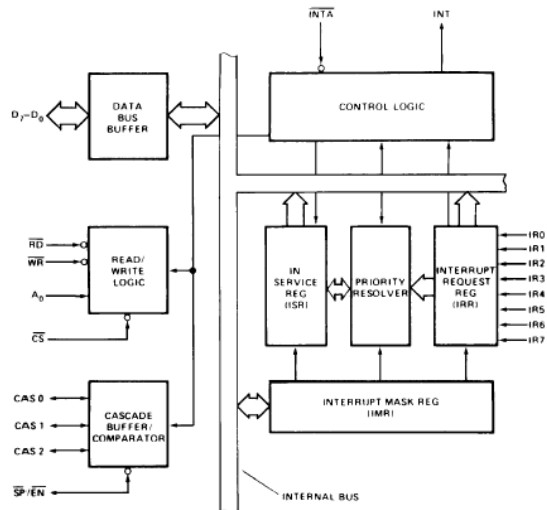 INTA
INT
D7-D0
DATA
BUS
BUFFER
CONTROL LOGIC
RD
WR
A0
CS
READ/
WRITE
LOGIC
IN
SERVICE
REG
(ISR)
PRIORITY
RESOLVER
INTERRUPT
REQUEST
REG
(IRR)
IR0
IR1
IR2
IR3
IR4
IR5
IR6
IR7
CAS 0
CAS 1
CAS 2
SP/EN
CASCADE
BUFFER/
COMPARATOR
INTERRUPT MASK REG
(IMR)
INTERNAL BUS